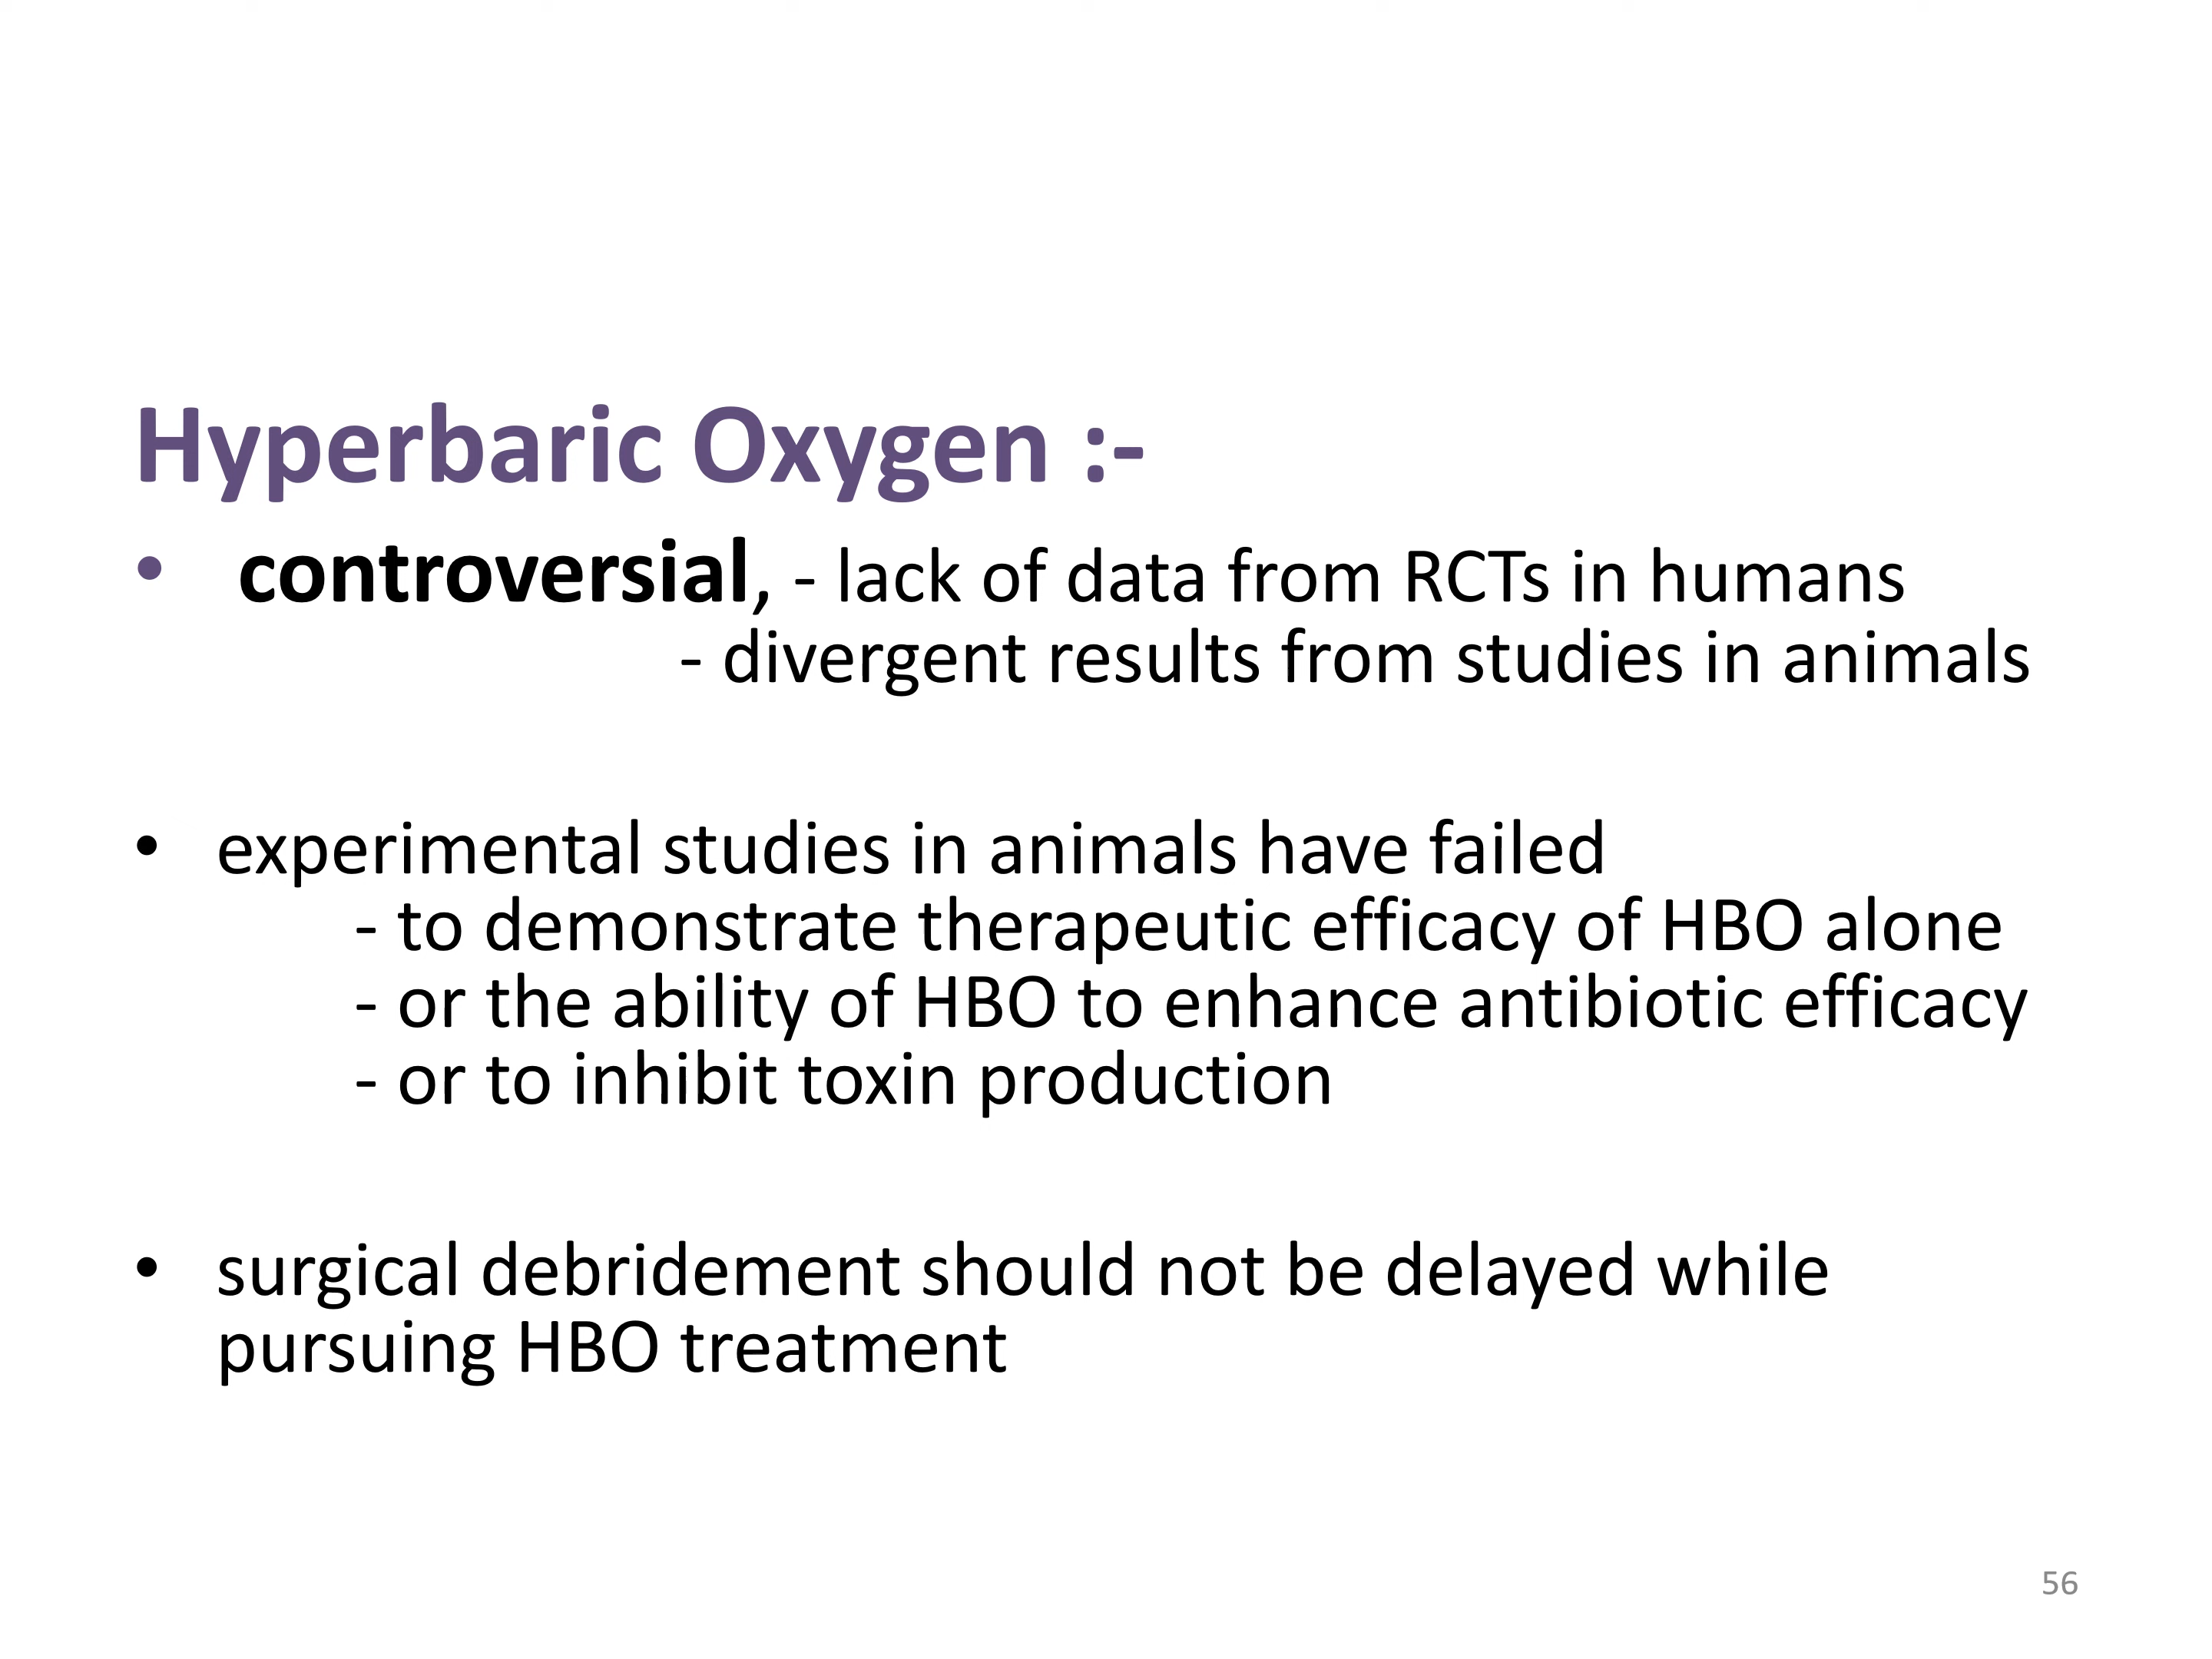 Hyperbaric Oxygen :-
• controversial, - lack of data from RCTs in humans
- divergent results from studies in animals
• experimental studies in animals have failed
- to demonstrate therapeutic efficacy of HBO alone
- or the ability of HBO to enhance antibiotic efficacy
- or to inhibit toxin production
• surgical debridement should not be delayed while
pursuing HBO treatment
56